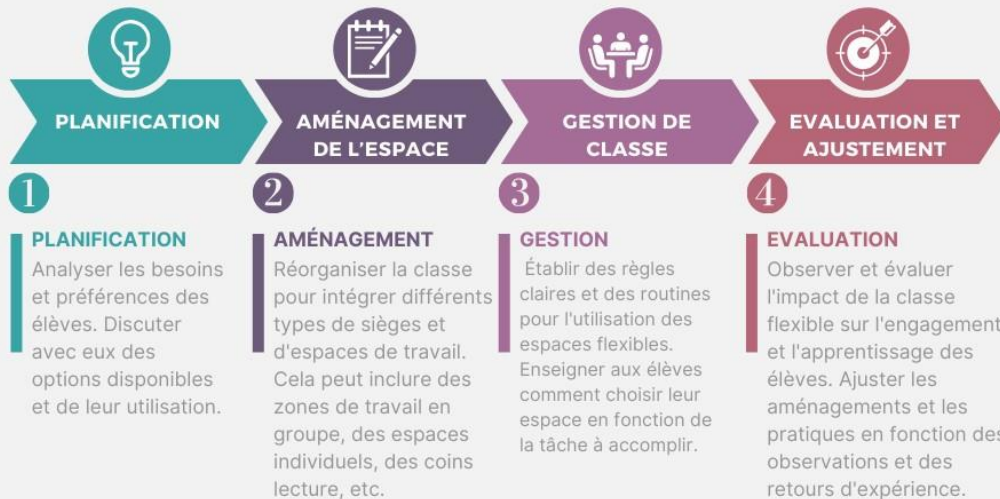 PLANIFICATION
AMÉNAGEMENT
DE L'ESPACE
GESTION DE
CLASSE
EVALUATION ET
AJUSTEMENT
1
PLANIFICATION
Analyser les besoins
et préférences des
élèves. Discuter
avec eux des
options disponibles
et de leur utilisation.
2
AMÉNAGEMENT
Réorganiser la classe
pour intégrer différents
types de sièges et
d'espaces de travail.
Cela peut inclure des
zones de travail en
groupe, des espaces
individuels, des coins
lecture, etc.
3
GESTION
Établir des règles
claires et des routines
pour l'utilisation des
espaces flexibles.
Enseigner aux élèves
comment choisir leur
espace en fonction de
la tâche à accomplir.
4
EVALUATION
Observer et évaluer
l'impact de la classe
flexible sur l'engagement
et l'apprentissage des
élèves. Ajuster les
aménagements et les
pratiques en fonction des
observations et des
retours d'expérience.